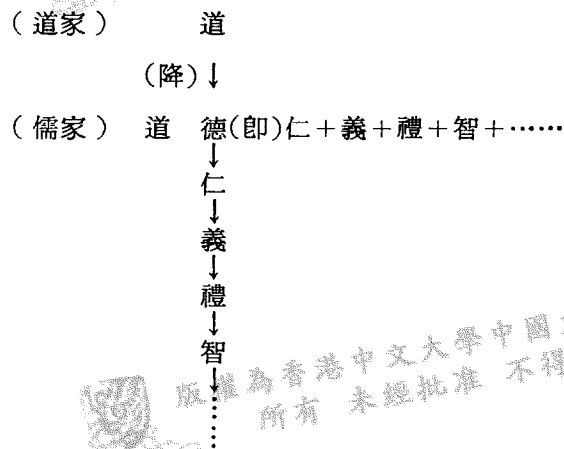 （道家） 道
（降）↓
（儒家） 道 德(即)仁＋義＋禮＋智＋……
↓
仁
↓
義
↓
禮
↓
智
↓
⋮
版權為香港中文大學中國
所有 未經批准 不得